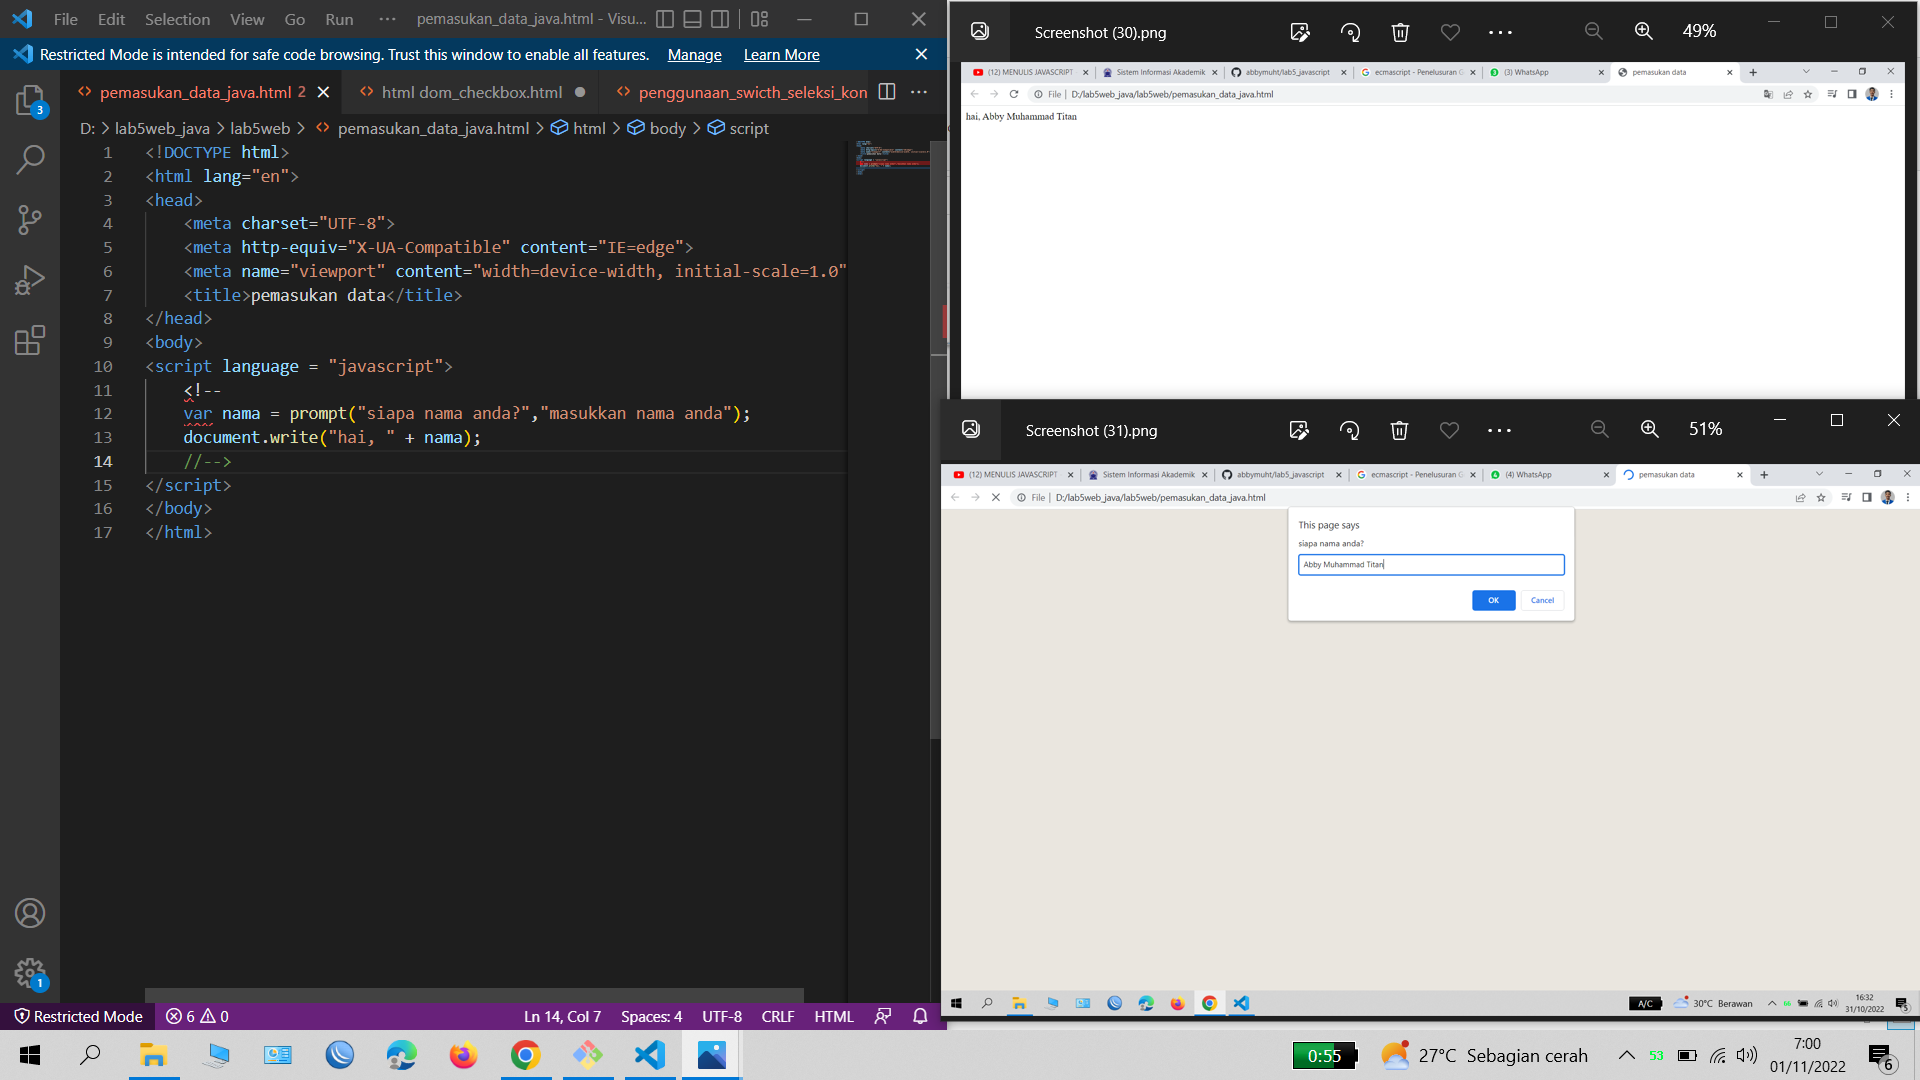 File Edit Selection View Go Run ··· pemasukan_data_java.html - Visu...
Restricted Mode is intended for safe code browsing. Trust this window to enable all features. Manage Learn More
pemasukan_data_java.html 2 html dom_checkbox.html penggunaan_swicth_seleksi_kon
3
D: > lab5web_java > lab5web > pemasukan_data_java.html > html > body > script
1 <!DOCTYPE html>
2 <html lang="en">
3 <head>
4 <meta charset="UTF-8">
5 <meta http-equiv="X-UA-Compatible" content="IE=edge">
6 <meta name="viewport" content="width=device-width, initial-scale=1.0"
7 <title>pemasukan data</title>
8 </head>
9 <body>
10 <script language = "javascript">
11 <!--
12 var nama = prompt("siapa nama anda?","masukkan nama anda");
13 document.write("hai, " + nama);
14 //-->
15 </script>
16 </body>
17 </html>
1
Restricted Mode 6 0 Ln 14, Col 7 Spaces: 4 UTF-8 CRLF HTML
Screenshot (30).png 49%
(12) MENULIS JAVASCRIPT Sistem Informasi Akademik abbymuht/lab5_javascript ecmascript - Penelusuran G (3) WhatsApp pemasukan data
File | D:/lab5web_java/lab5web/pemasukan_data_java.html
hai, Abby Muhammad Titan
Screenshot (31).png 51%
(12) MENULIS JAVASCRIPT Sistem Informasi Akademik abbymuht/lab5_javascript ecmascript - Penelusuran G (4) WhatsApp pemasukan data
File | D:/lab5web_java/lab5web/pemasukan_data_java.html
This page says
siapa nama anda?
Abby Muhammad Titan
OK Cancel
A/C 30°C Berawan 16:32
31/10/2022
0:55 27°C Sebagian cerah 53 7:00
01/11/2022 6